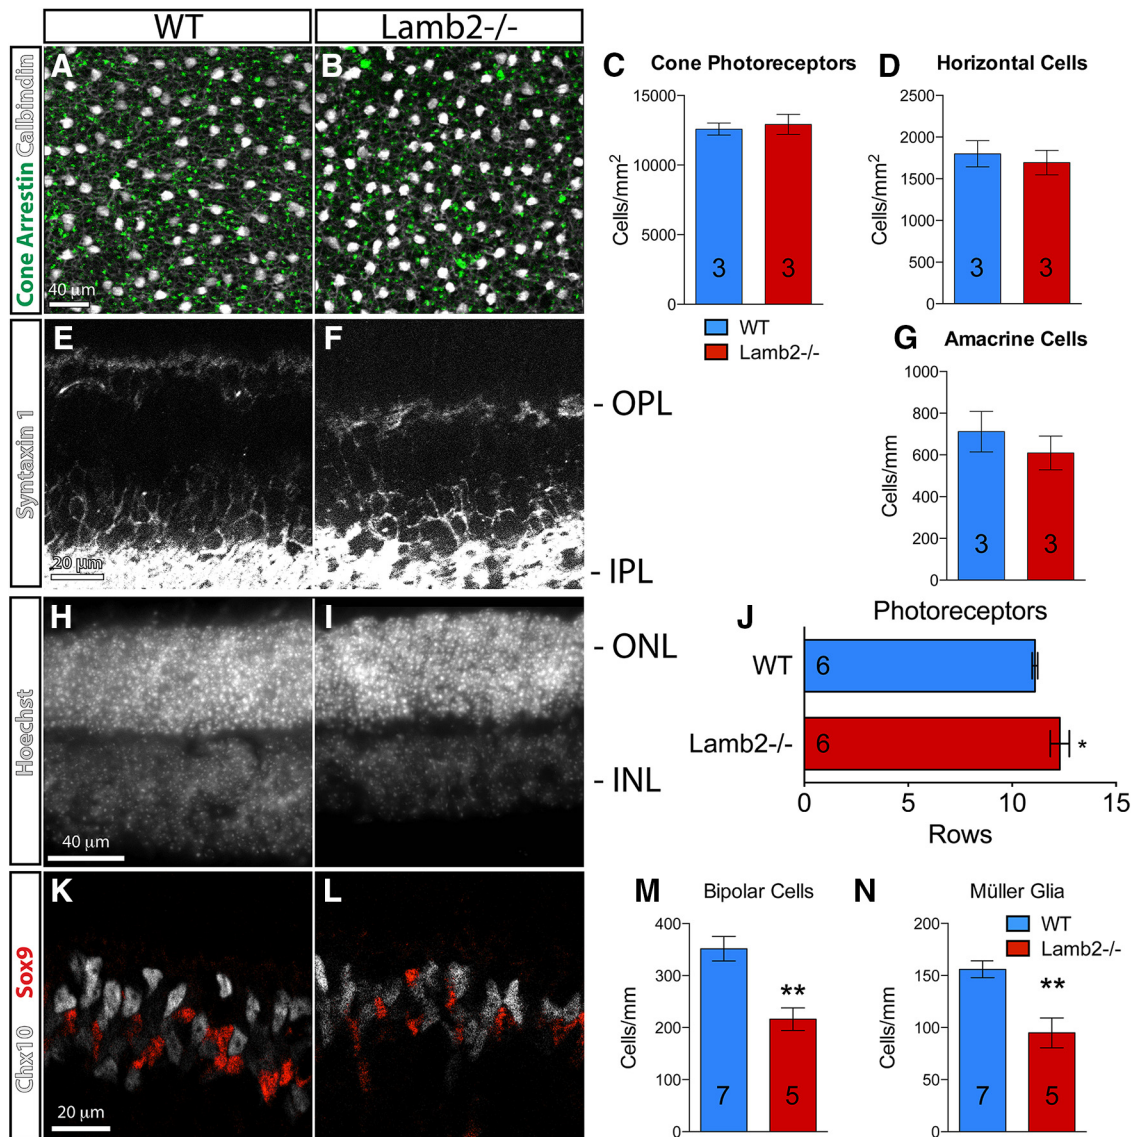 WT
Lamb2-/-
Cone Arrestin Calbindin
A
B
40 μm
C Cone Photoreceptors
Cells/mm2
15000
10000
5000
0
3
3
WT
Lamb2-/-
D Horizontal Cells
Cells/mm2
2500
2000
1500
1000
500
0
3
3
Syntaxin 1
E
F
20 μm
- OPL
- IPL
G Amacrine Cells
Cells/mm
1000
800
600
400
200
0
3
3
Hoechst
H
I
40 μm
- ONL
- INL
J Photoreceptors
WT
6
Lamb2-/-
6
*
0 5 10 15
Rows
Chx10 Sox9
K
L
20 μm
M Bipolar Cells
Cells/mm
400
300
200
100
0
**
7
5
N Müller Glia
Cells/mm
200
150
100
50
0
WT
Lamb2-/-
**
7
5